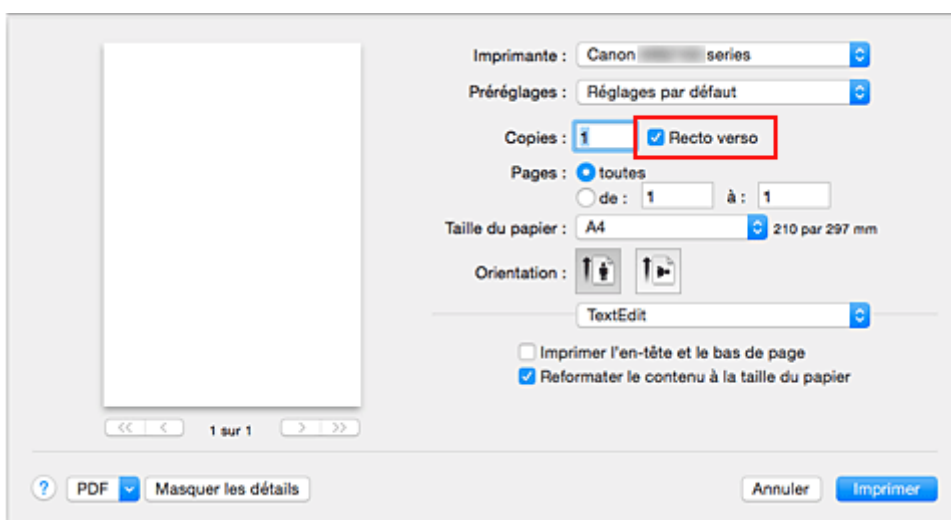 Imprimante : Canon series
Préréglages : Réglages par défaut
Copies : 1 Recto verso
Pages : toutes
de : 1 à : 1
Taille du papier : A4 210 par 297 mm
Orientation :
TextEdit
Imprimer l'en-tête et le bas de page
Reformater le contenu à la taille du papier
1 sur 1
? PDF Masquer les détails Annuler Imprimer